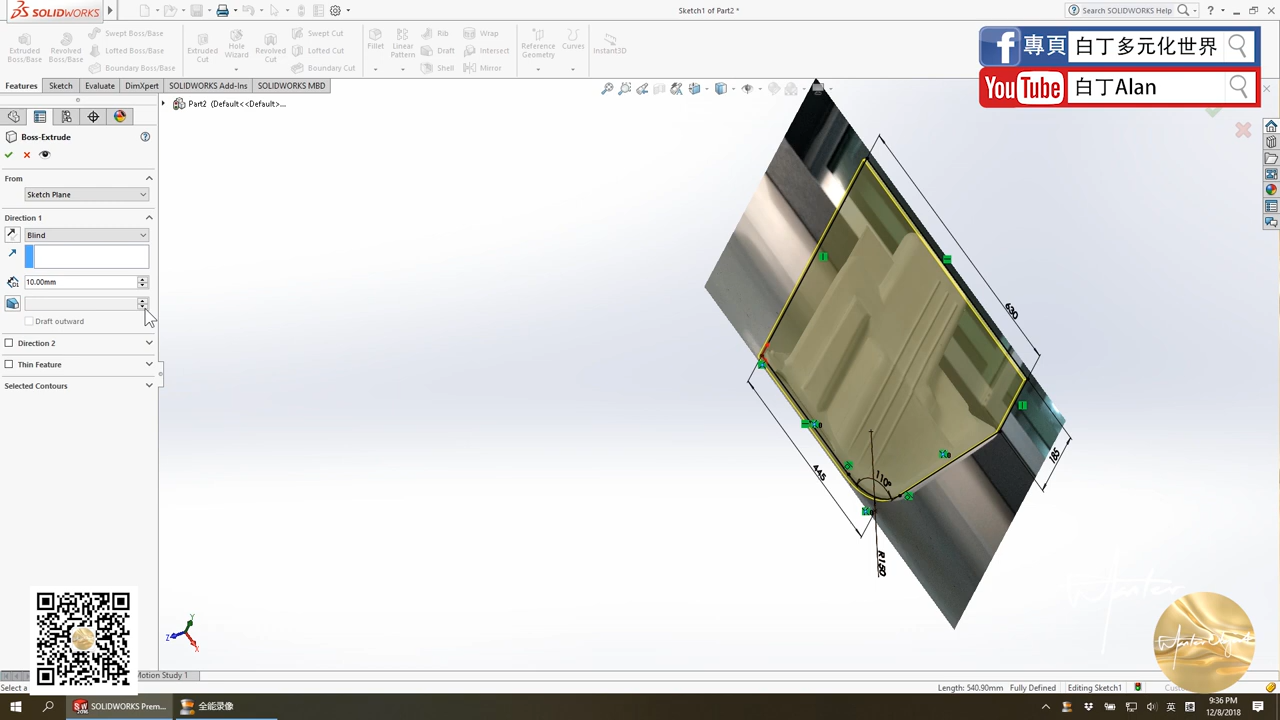 SOLIDWORKS
Sketch1 of Part2 *
Search SOLIDWORKS Help
Extruded Boss/Base
Revolved Boss/Base
Swept Boss/Base
Lofted Boss/Base
Boundary Boss/Base
Extruded Cut
Hole Wizard
Revolved Cut
Swept Cut
Lofted Cut
Boundary Cut
Fillet
Linear Pattern
Rib
Draft
Shell
Wrap
Intersect
Mirror
Reference Geometry
Curves
Instant3D
專頁 白丁多元化世界
YouTube 白丁Alan
Features
Sketch
Evaluate
DimXpert
SOLIDWORKS Add-Ins
SOLIDWORKS MBD
Part2 (Default<<Default>...
Boss-Extrude
From
Sketch Plane
Direction 1
Blind
10.00mm
Draft outward
Direction 2
Thin Feature
Selected Contours
630
185
445
110°
R150
Y
Z
X
Motion Study 1
Select a
Length: 540.90mm
Fully Defined
Editing Sketch1
SOLIDWORKS Prem...
全能录像
英
9:36 PM
12/8/2018